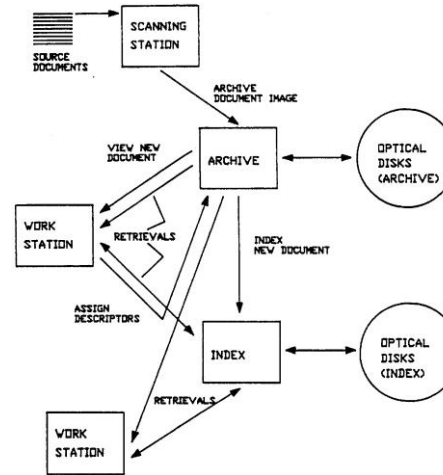 SCANNING
STATION
SOURCE
DOCUMENTS
ARCHIVE
DOCUMENT IMAGE
VIEW NEW
DOCUMENT
ARCHIVE
OPTICAL
DISKS
(ARCHIVE)
WORK
STATION
RETRIEVALS
INDEX
NEW DOCUMENT
ASSIGN
DESCRIPTORS
INDEX
OPTICAL
DISKS
(INDEX)
RETRIEVALS
WORK
STATION